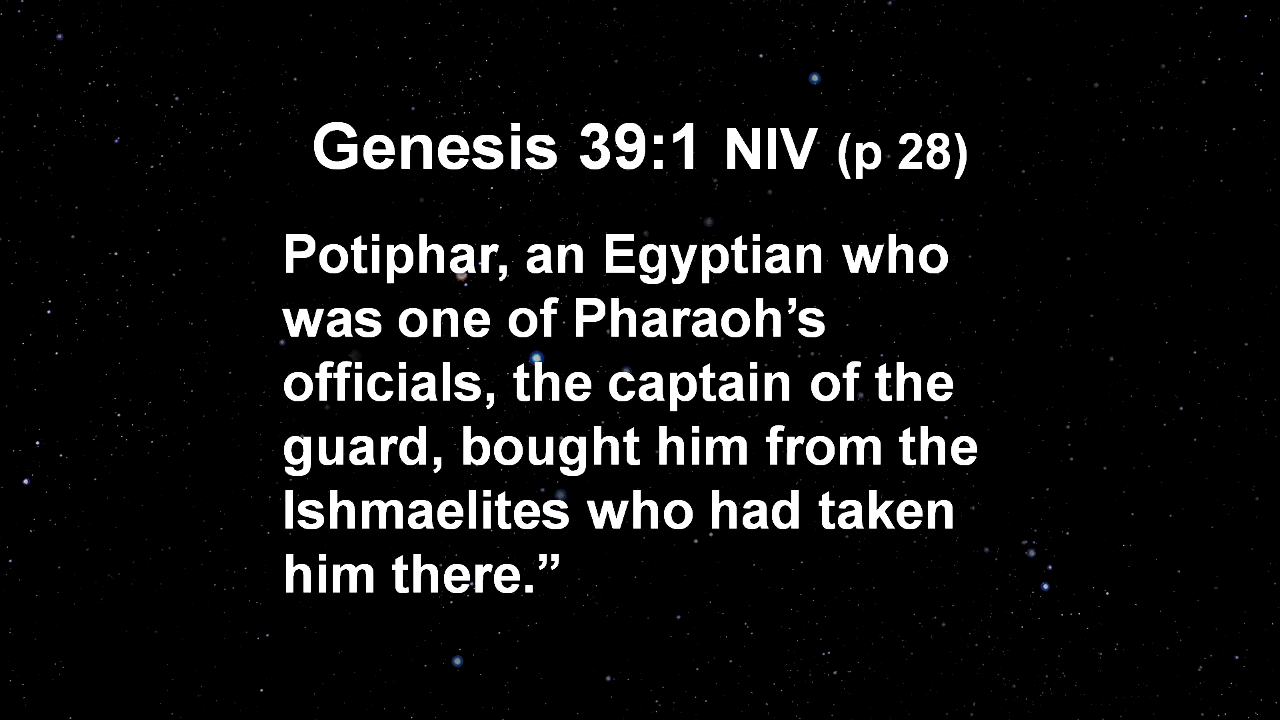 Genesis 39:1 NIV (p 28)
Potiphar, an Egyptian who
was one of Pharaoh’s
officials, the captain of the
guard, bought him from the
Ishmaelites who had taken
him there.”